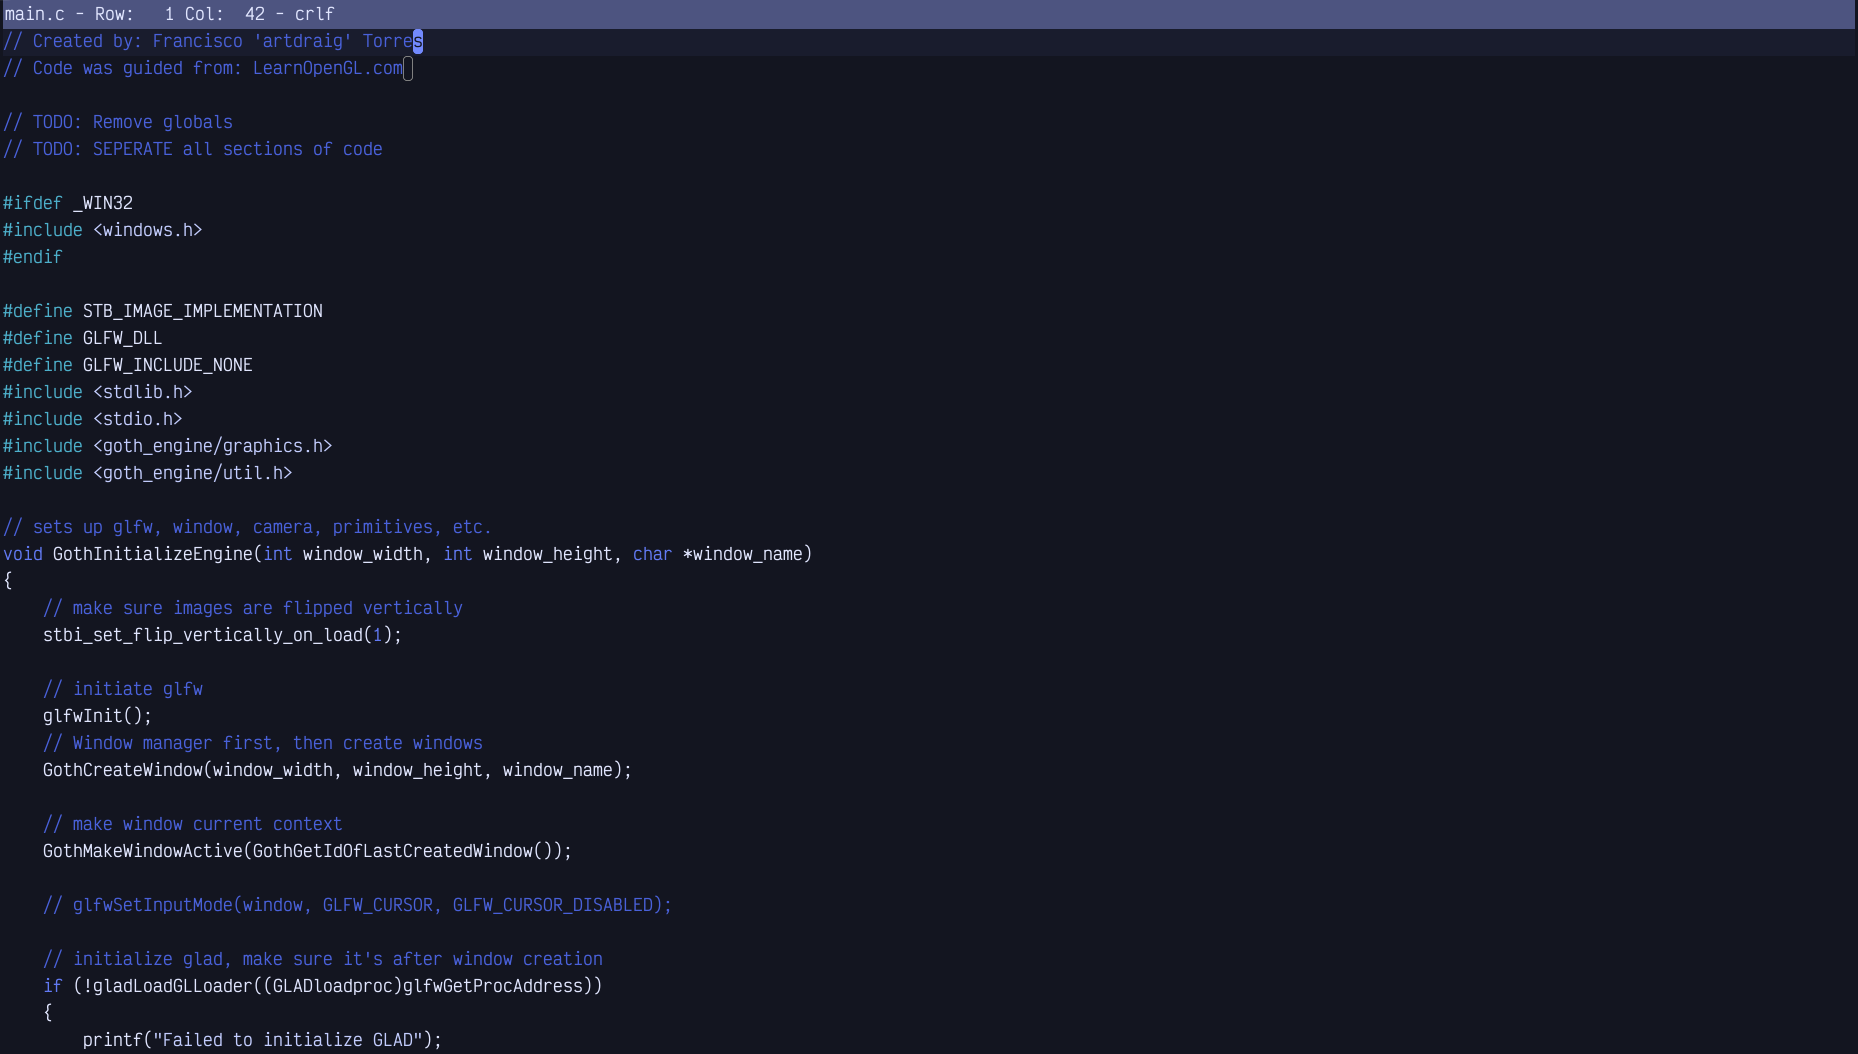 main.c - Row:   1 Col:  42 - crlf
// Created by: Francisco 'artdraig' Torres
// Code was guided from: LearnOpenGL.com

// TODO: Remove globals
// TODO: SEPERATE all sections of code

#ifdef _WIN32
#include <windows.h>
#endif

#define STB_IMAGE_IMPLEMENTATION
#define GLFW_DLL
#define GLFW_INCLUDE_NONE
#include <stdlib.h>
#include <stdio.h>
#include <goth_engine/graphics.h>
#include <goth_engine/util.h>

// sets up glfw, window, camera, primitives, etc.
void GothInitializeEngine(int window_width, int window_height, char *window_name)
{
    // make sure images are flipped vertically
    stbi_set_flip_vertically_on_load(1);

    // initiate glfw
    glfwInit();
    // Window manager first, then create windows
    GothCreateWindow(window_width, window_height, window_name);

    // make window current context
    GothMakeWindowActive(GothGetIdOfLastCreatedWindow());

    // glfwSetInputMode(window, GLFW_CURSOR, GLFW_CURSOR_DISABLED);

    // initialize glad, make sure it's after window creation
    if (!gladLoadGLLoader((GLADloadproc)glfwGetProcAddress))
    {
        printf("Failed to initialize GLAD");